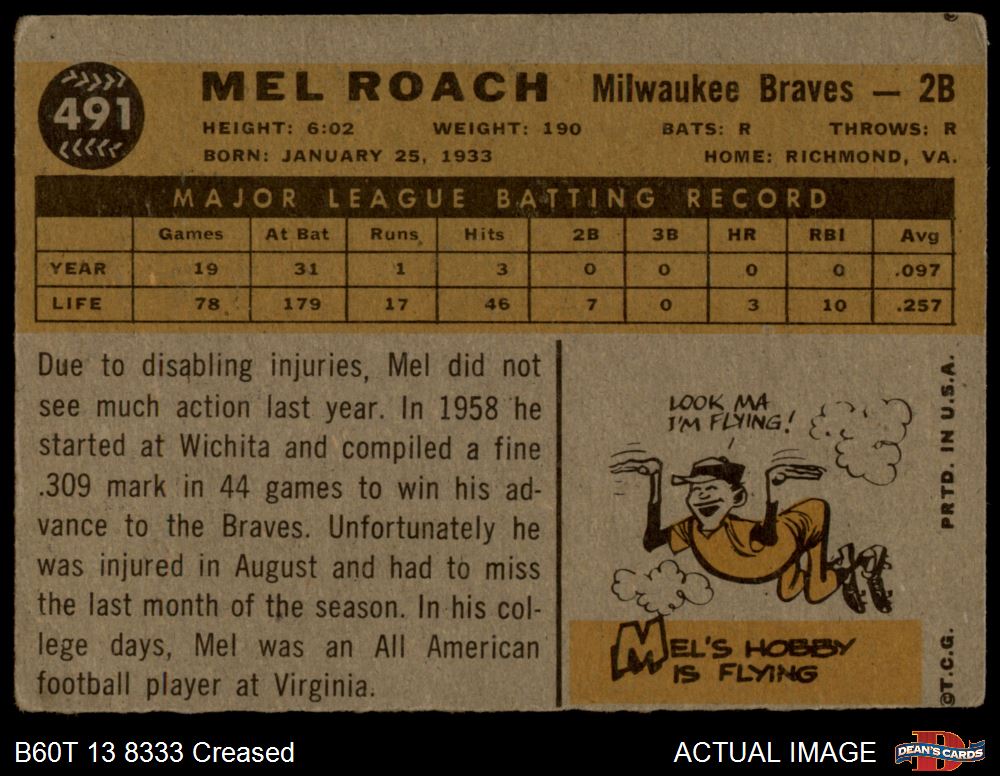 491
MEL ROACH Milwaukee Braves — 2B
HEIGHT: 6:02 WEIGHT: 190 BATS: R THROWS: R
BORN: JANUARY 25, 1933 HOME: RICHMOND, VA.
MAJOR LEAGUE BATTING RECORD
Games At Bat Runs Hits 2B 3B HR RBI Avg
YEAR 19 31 1 3 0 0 0 0 .097
LIFE 78 179 17 46 7 0 3 10 .257
Due to disabling injuries, Mel did not
see much action last year. In 1958 he
started at Wichita and compiled a fine
.309 mark in 44 games to win his ad-
vance to the Braves. Unfortunately he
was injured in August and had to miss
the last month of the season. In his col-
lege days, Mel was an All American
football player at Virginia.
LOOK MA
I'M FLYING!
MEL'S HOBBY
IS FLYING
©T.C.G. PRTD. IN U.S.A.
B60T 13 8333 Creased
ACTUAL IMAGE
D
DEAN'S CARDS